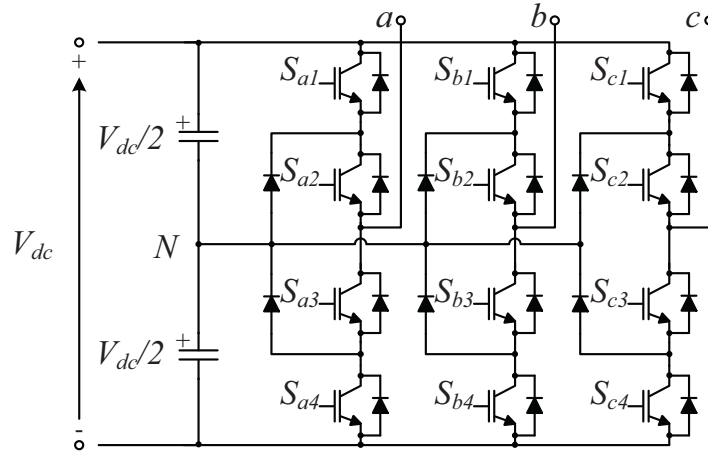 a b c
+
S_a1 S_b1 S_c1
V_dc/2 +
S_a2 S_b2 S_c2
V_dc N
S_a3 S_b3 S_c3
V_dc/2 +
S_a4 S_b4 S_c4
-